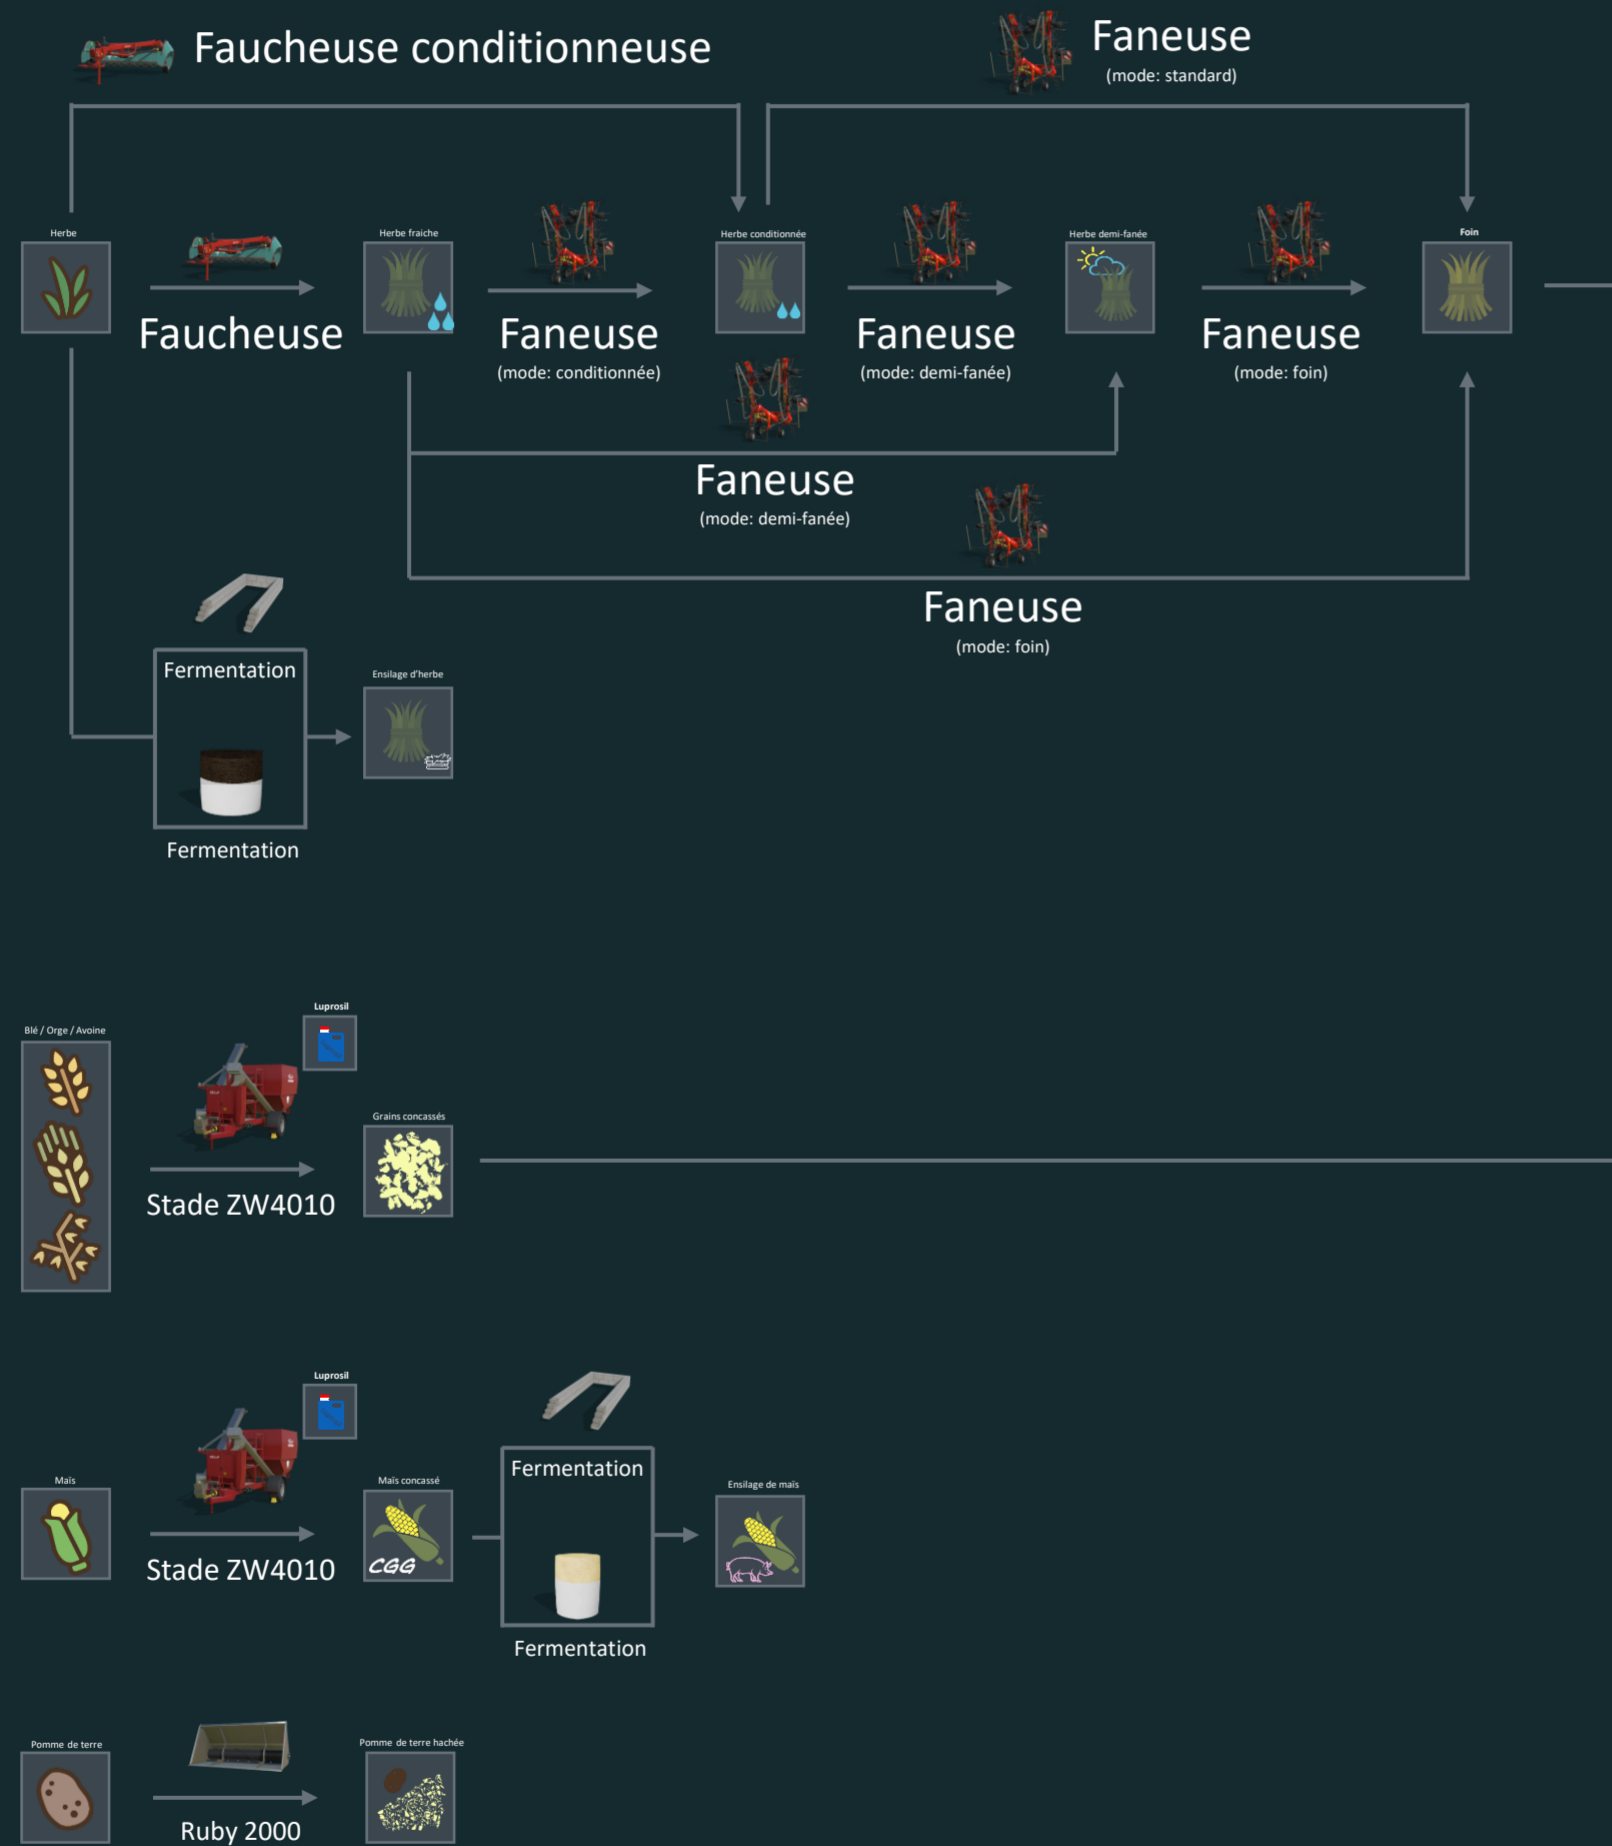 Faucheuse conditionneuse
Faneuse
(mode: standard)
Herbe
Herbe fraiche
Herbe conditionnée
Herbe demi-fanée
Foin
Faucheuse
Faneuse
(mode: conditionnée)
Faneuse
(mode: demi-fanée)
Faneuse
(mode: foin)
Faneuse
(mode: demi-fanée)
Faneuse
(mode: foin)
Fermentation
Ensilage d'herbe
Fermentation
Luprosil
Blé / Orge / Avoine
Grains concassés
Stade ZW4010
Luprosil
Maïs
Maïs concassé
CGG
Fermentation
Ensilage de maïs
Stade ZW4010
Fermentation
Pomme de terre
Pomme de terre hachée
Ruby 2000